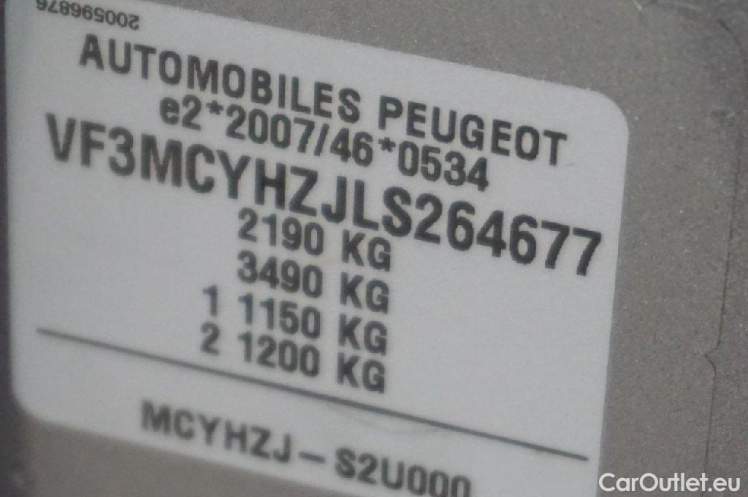 200596876
AUTOMOBILES PEUGEOT
e2*2007/46*0534
VF3MCYHZJLS264677
2190 KG
3490 KG
1 1150 KG
2 1200 KG
MCYHZJ-S2U000
CarOutlet.eu